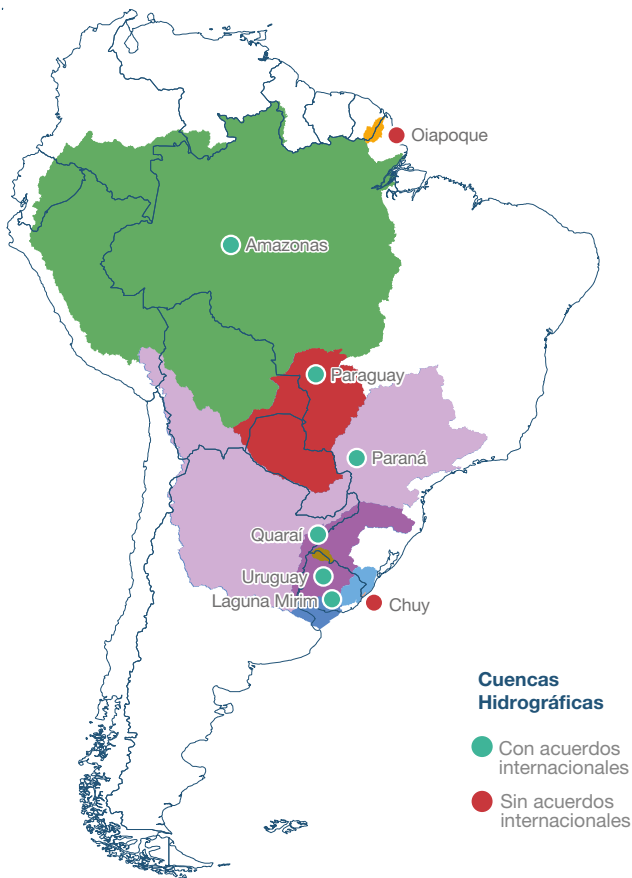 Oiapoque
Amazonas
Paraguay
Paraná
Quaraí
Uruguay
Laguna Mirim
Chuy
Cuencas
Hidrográficas
Con acuerdos
internacionales
Sin acuerdos
internacionales